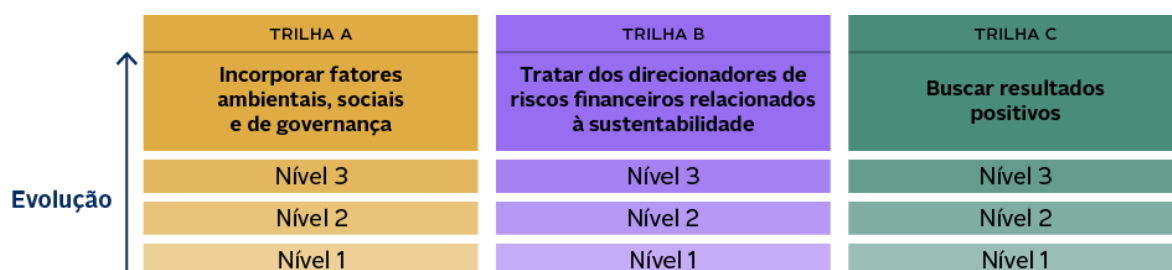 TRILHA A
Incorporar fatores
ambientais, sociais
e de governança
TRILHA B
Tratar dos direcionadores de
riscos financeiros relacionados
à sustentabilidade
TRILHA C
Buscar resultados
positivos
Evolução
Nível 3
Nível 3
Nível 3
Nível 2
Nível 2
Nível 2
Nível 1
Nível 1
Nível 1